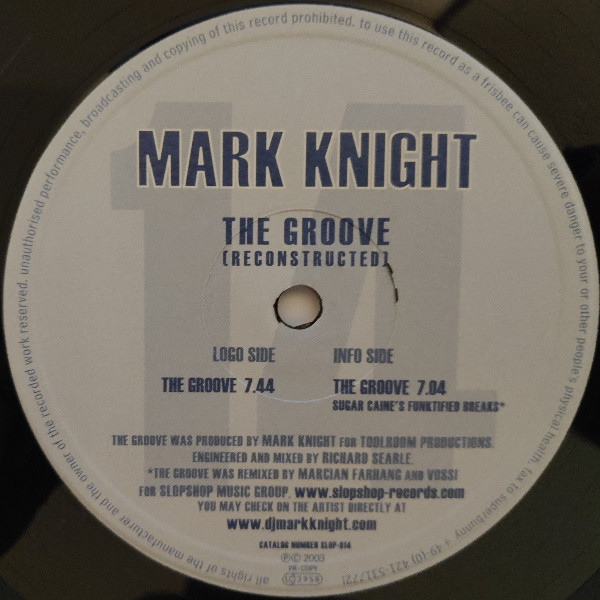 all rights of the manufacturer and the owner of the recorded work reserved. unauthorised performance, broadcasting and copying of this record prohibited. to use this record as a frisbee can cause severe danger to your or other people's physical health. fax to superbunny + 49-(0) 421-531772!
14
MARK KNIGHT
THE GROOVE
(RECONSTRUCTED)
LOGO SIDE INFO SIDE
THE GROOVE 7.44 THE GROOVE 7.04
SUGAR CAINE'S FUNKTIFIED BREAKS*
THE GROOVE WAS PRODUCED BY MARK KNIGHT FOR TOOLROOM PRODUCTIONS.
ENGINEERED AND MIXED BY RICHARD SEARLE.
*THE GROOVE WAS REMIXED BY MARCIAN FARHANG AND VOSSI
FOR SLOPSHOP MUSIC GROUP. www.slopshop-records.com
YOU MAY CHECK ON THE ARTIST DIRECTLY AT
www.djmarkknight.com
CATALOG NUMBER SLOP-014
℗© 2003